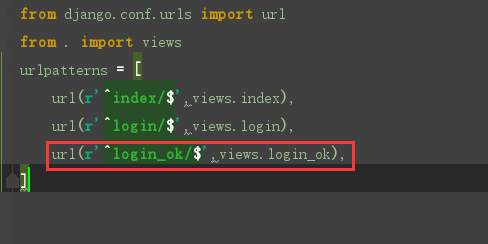 from django.conf.urls import url
from . import views
urlpatterns = [
    url(r'^index/$',views.index),
    url(r'^login/$',views.login),
    url(r'^login_ok/$',views.login_ok),
]